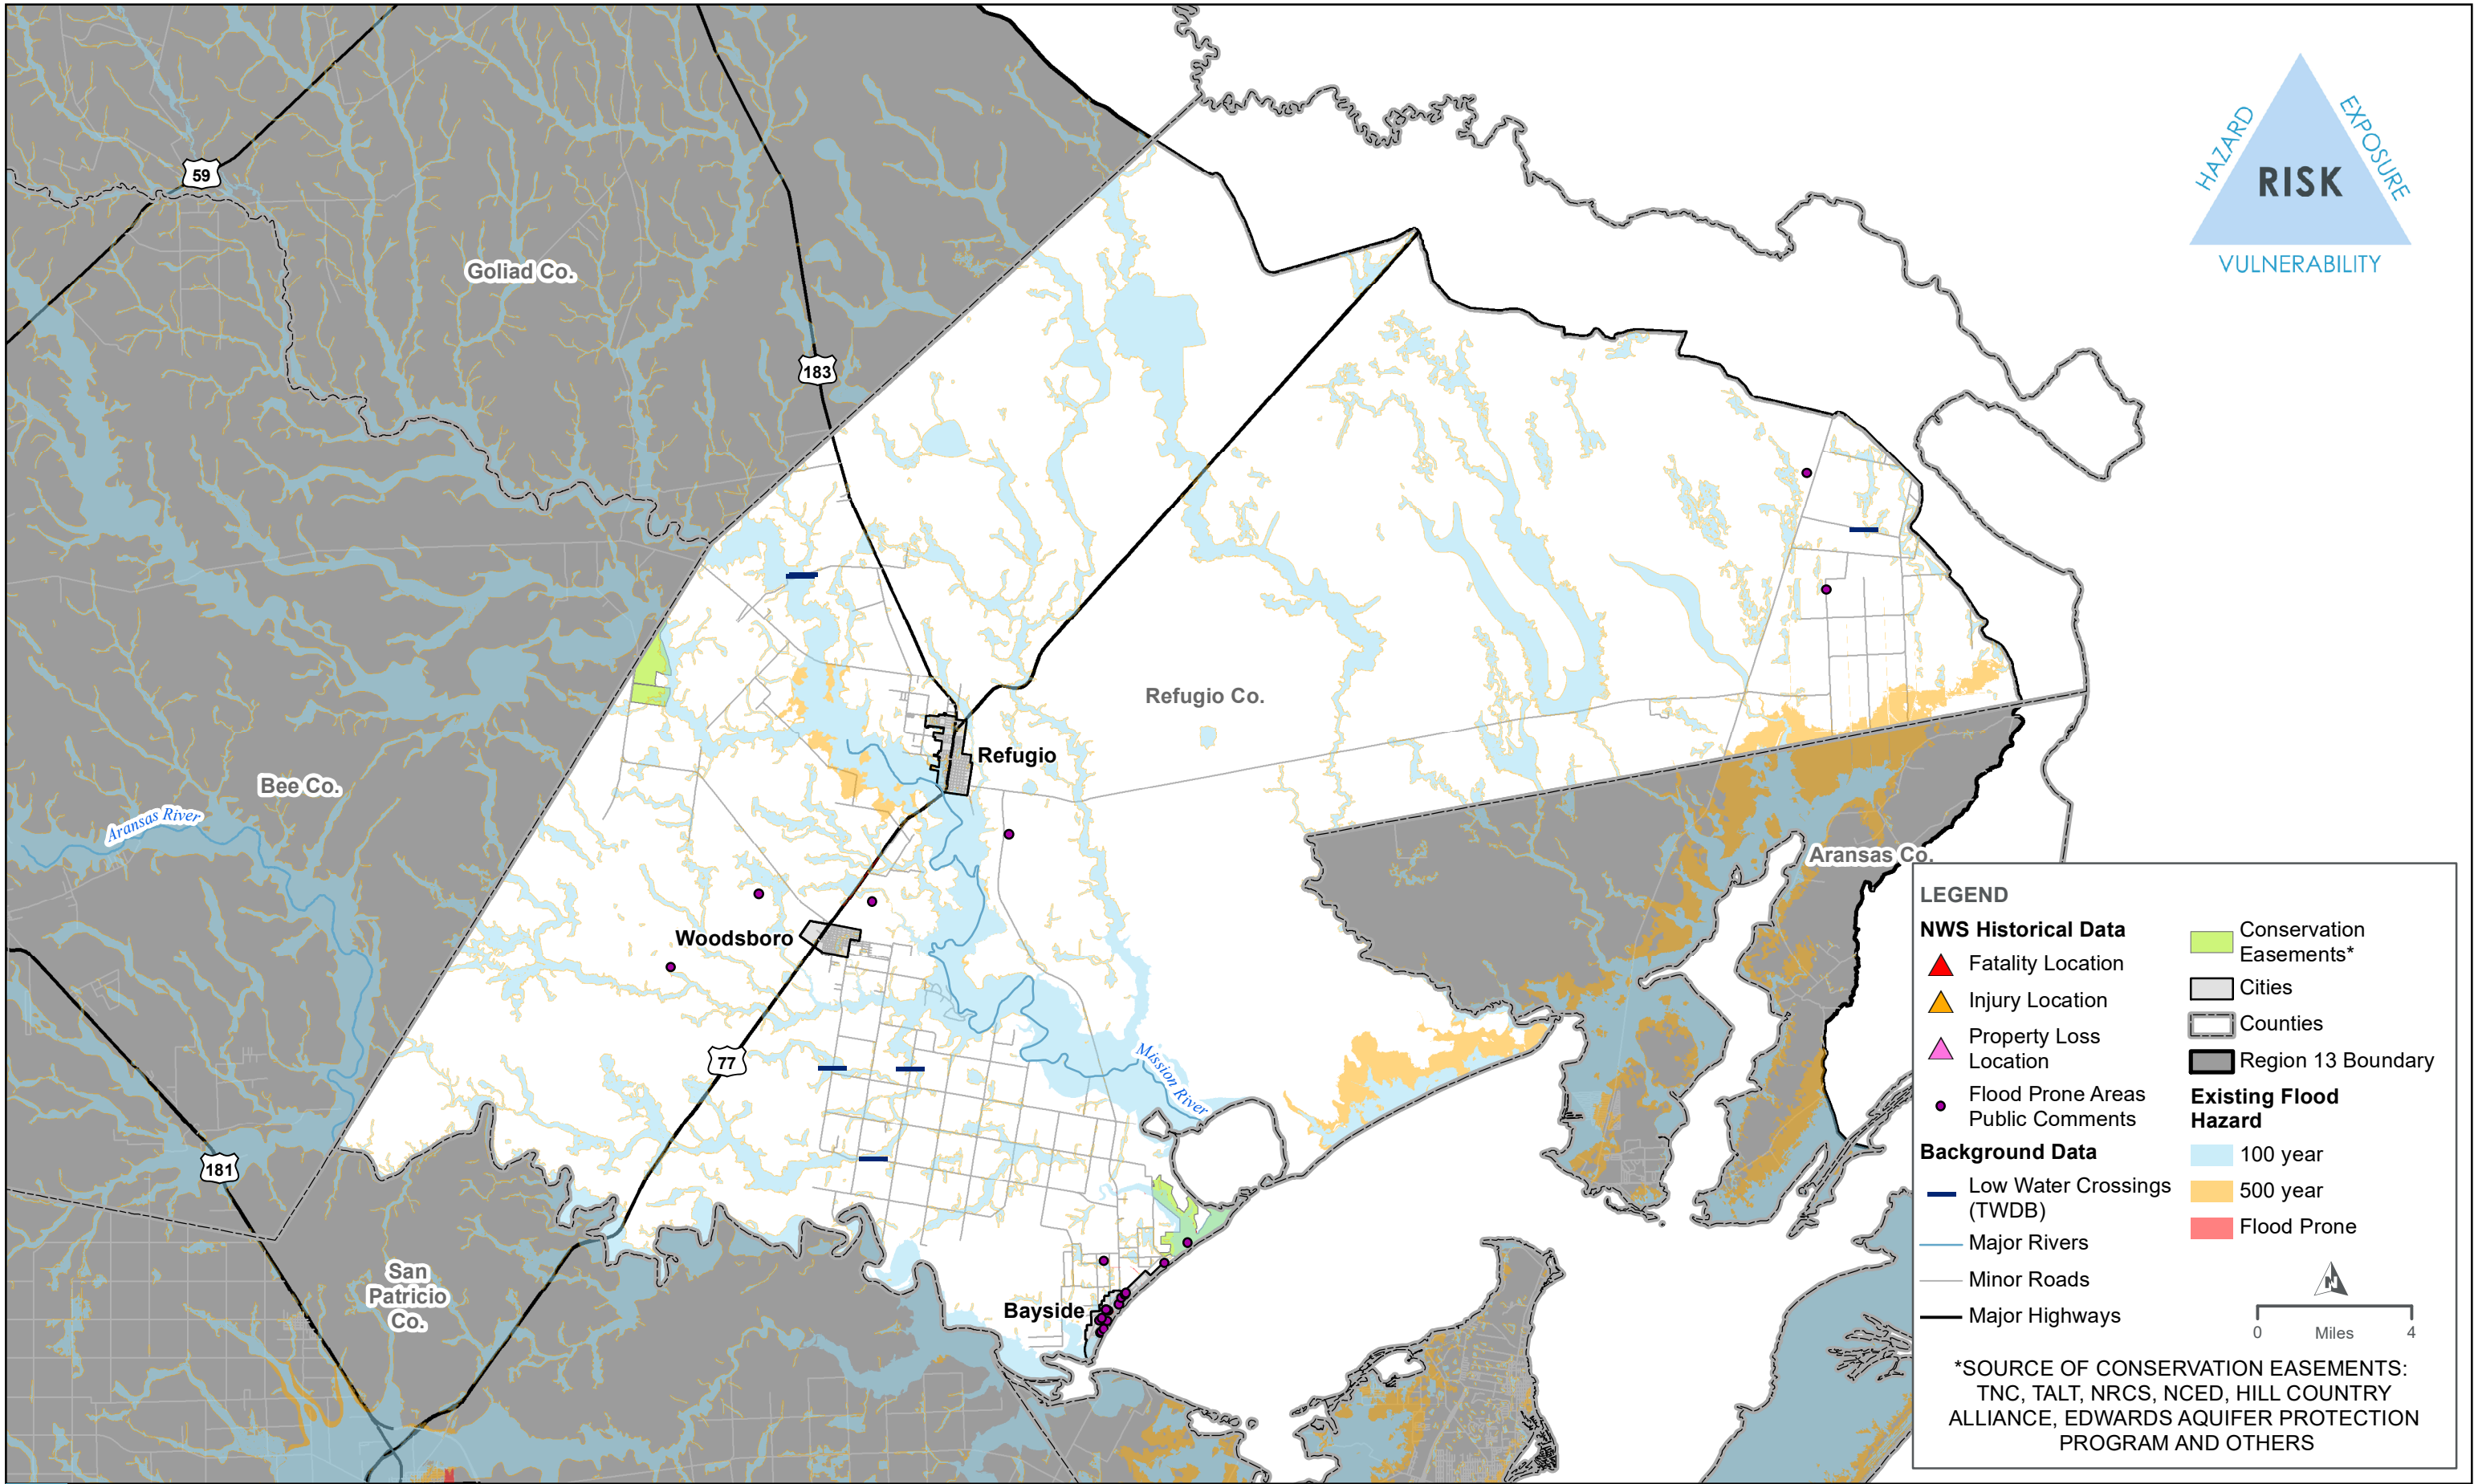 HAZARD
EXPOSURE
RISK
VULNERABILITY
59
Goliad Co.
183
Refugio Co.
Refugio
Bee Co.
Aransas River
Aransas Co.
Woodsboro
77
Mission River
181
San
Patricio
Co.
Bayside
LEGEND
NWS Historical Data
Fatality Location
Injury Location
Property Loss
Location
Flood Prone Areas
Public Comments
Background Data
Low Water Crossings
(TWDB)
Major Rivers
Minor Roads
Major Highways
Conservation
Easements*
Cities
Counties
Region 13 Boundary
Existing Flood
Hazard
100 year
500 year
Flood Prone
N
0 Miles 4
*SOURCE OF CONSERVATION EASEMENTS:
TNC, TALT, NRCS, NCED, HILL COUNTRY
ALLIANCE, EDWARDS AQUIFER PROTECTION
PROGRAM AND OTHERS